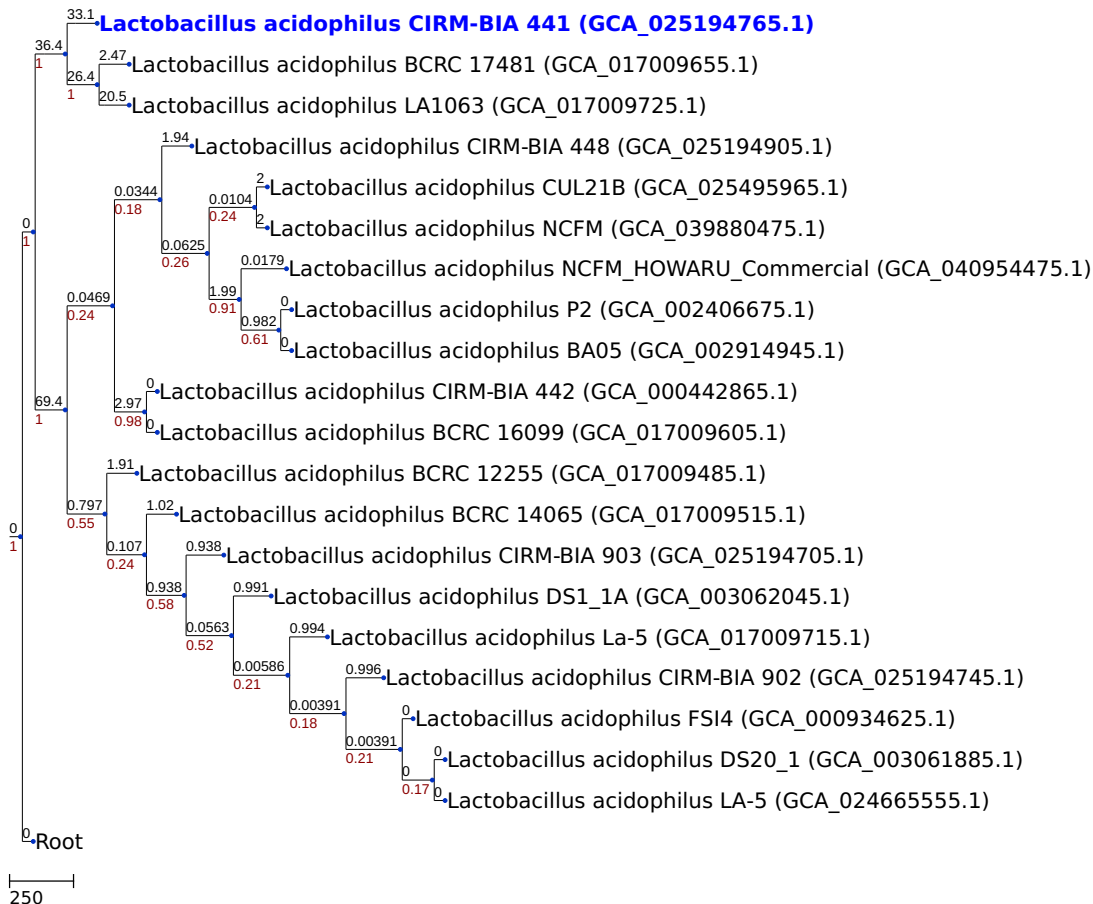 33.1
Lactobacillus acidophilus CIRM-BIA 441 (GCA_025194765.1)
36.4
1
2.47
Lactobacillus acidophilus BCRC 17481 (GCA_017009655.1)
26.4
1
20.5
Lactobacillus acidophilus LA1063 (GCA_017009725.1)
1.94
Lactobacillus acidophilus CIRM-BIA 448 (GCA_025194905.1)
0.0344
0.18
2
Lactobacillus acidophilus CUL21B (GCA_025495965.1)
0.0104
0.24
2
Lactobacillus acidophilus NCFM (GCA_039880475.1)
0
1
0.0625
0.26
0.0179
Lactobacillus acidophilus NCFM_HOWARU_Commercial (GCA_040954475.1)
1.99
0.91
0.0469
0.24
0
Lactobacillus acidophilus P2 (GCA_002406675.1)
0.982
0.61
0
Lactobacillus acidophilus BA05 (GCA_002914945.1)
0
Lactobacillus acidophilus CIRM-BIA 442 (GCA_000442865.1)
69.4
1
2.97
0.98
0
Lactobacillus acidophilus BCRC 16099 (GCA_017009605.1)
1.91
Lactobacillus acidophilus BCRC 12255 (GCA_017009485.1)
0.797
0.55
1.02
Lactobacillus acidophilus BCRC 14065 (GCA_017009515.1)
0
1
0.107
0.24
0.938
Lactobacillus acidophilus CIRM-BIA 903 (GCA_025194705.1)
0.938
0.58
0.991
Lactobacillus acidophilus DS1_1A (GCA_003062045.1)
0.0563
0.52
0.994
Lactobacillus acidophilus La-5 (GCA_017009715.1)
0.00586
0.21
0.996
Lactobacillus acidophilus CIRM-BIA 902 (GCA_025194745.1)
0.00391
0.18
0
Lactobacillus acidophilus FSI4 (GCA_000934625.1)
0.00391
0.21
0
Lactobacillus acidophilus DS20_1 (GCA_003061885.1)
0
0.17
0
Lactobacillus acidophilus LA-5 (GCA_024665555.1)
0
Root
250